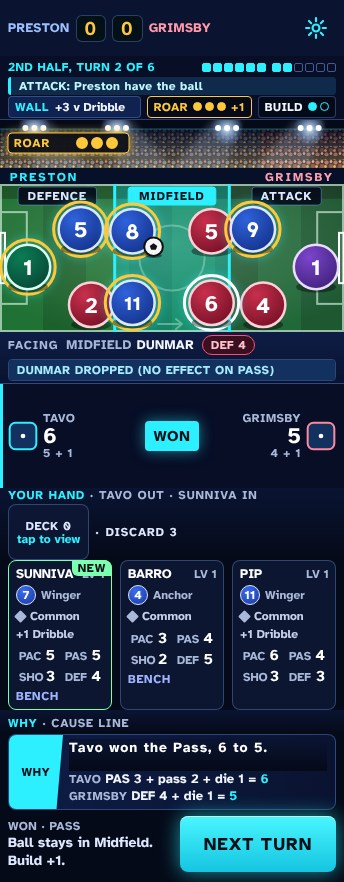 PRESTON 0 0 GRIMSBY
2ND HALF, TURN 2 OF 6
ATTACK: Preston have the ball
WALL +3 v Dribble
ROAR +1
BUILD
ROAR
PRESTON GRIMSBY
DEFENCE MIDFIELD ATTACK
5 8 5 9
1 1
2 11 6 4
FACING MIDFIELD DUNMAR DEF 4
DUNMAR DROPPED (NO EFFECT ON PASS)
TAVO
6
5 + 1
WON
GRIMSBY
5
4 + 1
YOUR HAND · TAVO OUT · SUNNIVA IN
DECK 0
tap to view
· DISCARD 3
NEW
SUNNIVA
7 Winger
Common
+1 Dribble
PAC 5 PAS 5
SHO 3 DEF 4
BENCH
BARRO LV 1
4 Anchor
Common
PAC 3 PAS 4
SHO 2 DEF 5
BENCH
PIP LV 1
11 Winger
Common
+1 Dribble
PAC 6 PAS 4
SHO 3 DEF 3
WHY · CAUSE LINE
WHY
Tavo won the Pass, 6 to 5.
TAVO PAS 3 + pass 2 + die 1 = 6
GRIMSBY DEF 4 + die 1 = 5
WON · PASS
Ball stays in Midfield.
Build +1.
NEXT TURN